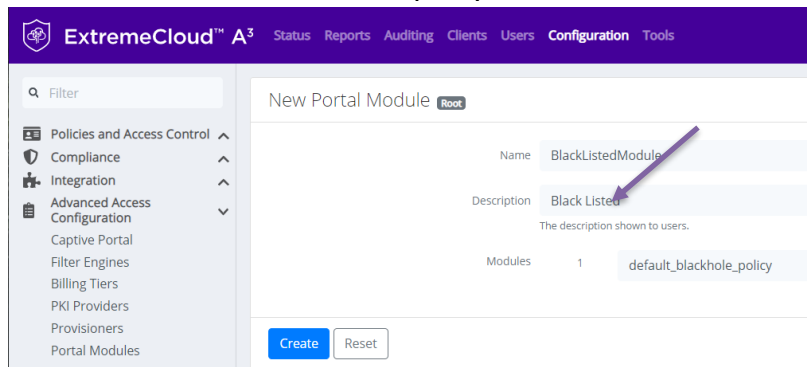 ExtremeCloud™ A³ Status Reports Auditing Clients Users Configuration Tools
Filter
New Portal Module Root
Policies and Access Control
Compliance
Integration
Advanced Access
Configuration
Captive Portal
Filter Engines
Billing Tiers
PKI Providers
Provisioners
Portal Modules
Name BlackListedModule
Description Black Listed
The description shown to users.
Modules 1 default_blackhole_policy
Create Reset